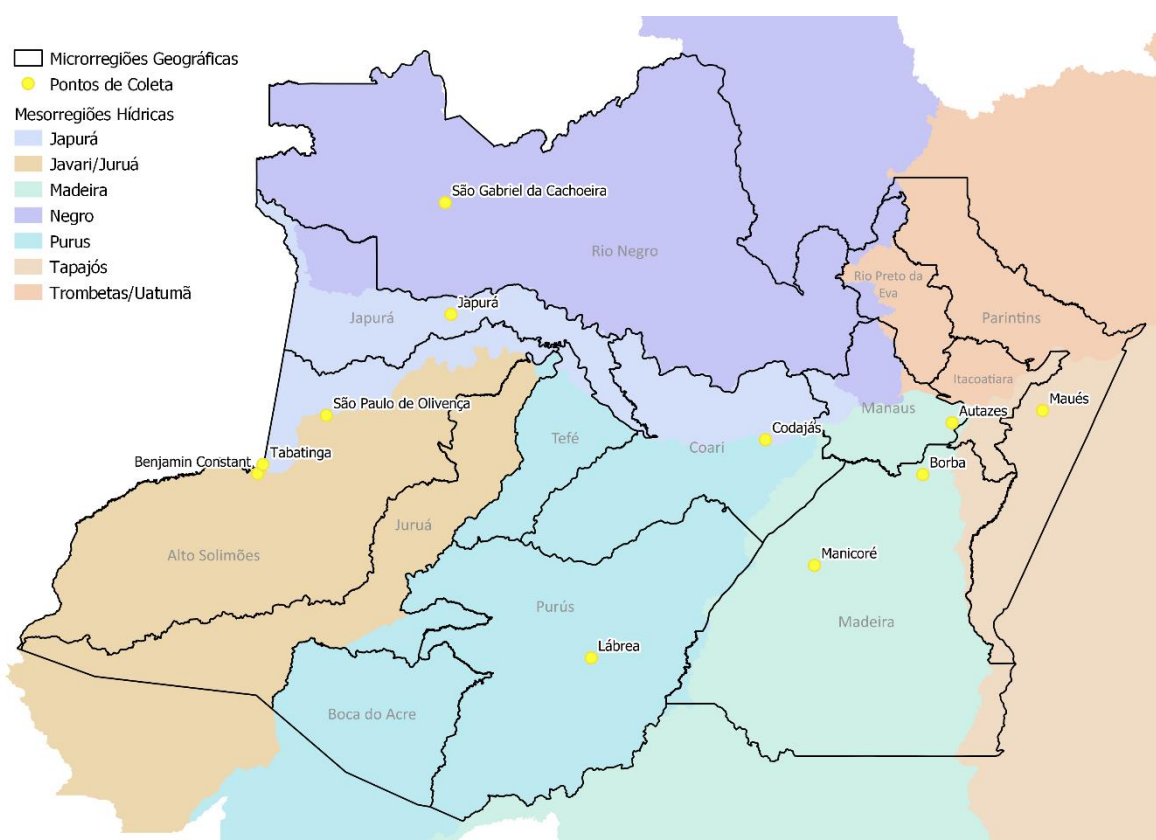 Microrregiões Geográficas
Pontos de Coleta
Mesorregiões Hídricas
Japurá
Javari/Juruá
Madeira
Negro
Purus
Tapajós
Trombetas/Uatumã
São Gabriel da Cachoeira
Rio Negro
Rio Preto da
Eva
Japurá
Japurá
Parintins
Itacoatiara
São Paulo de Olivença
Manaus
Maués
Autazes
Tefé
Codajás
Coari
Tabatinga
Benjamin Constant
Borba
Juruá
Alto Solimões
Manicoré
Purús
Madeira
Lábrea
Boca do Acre